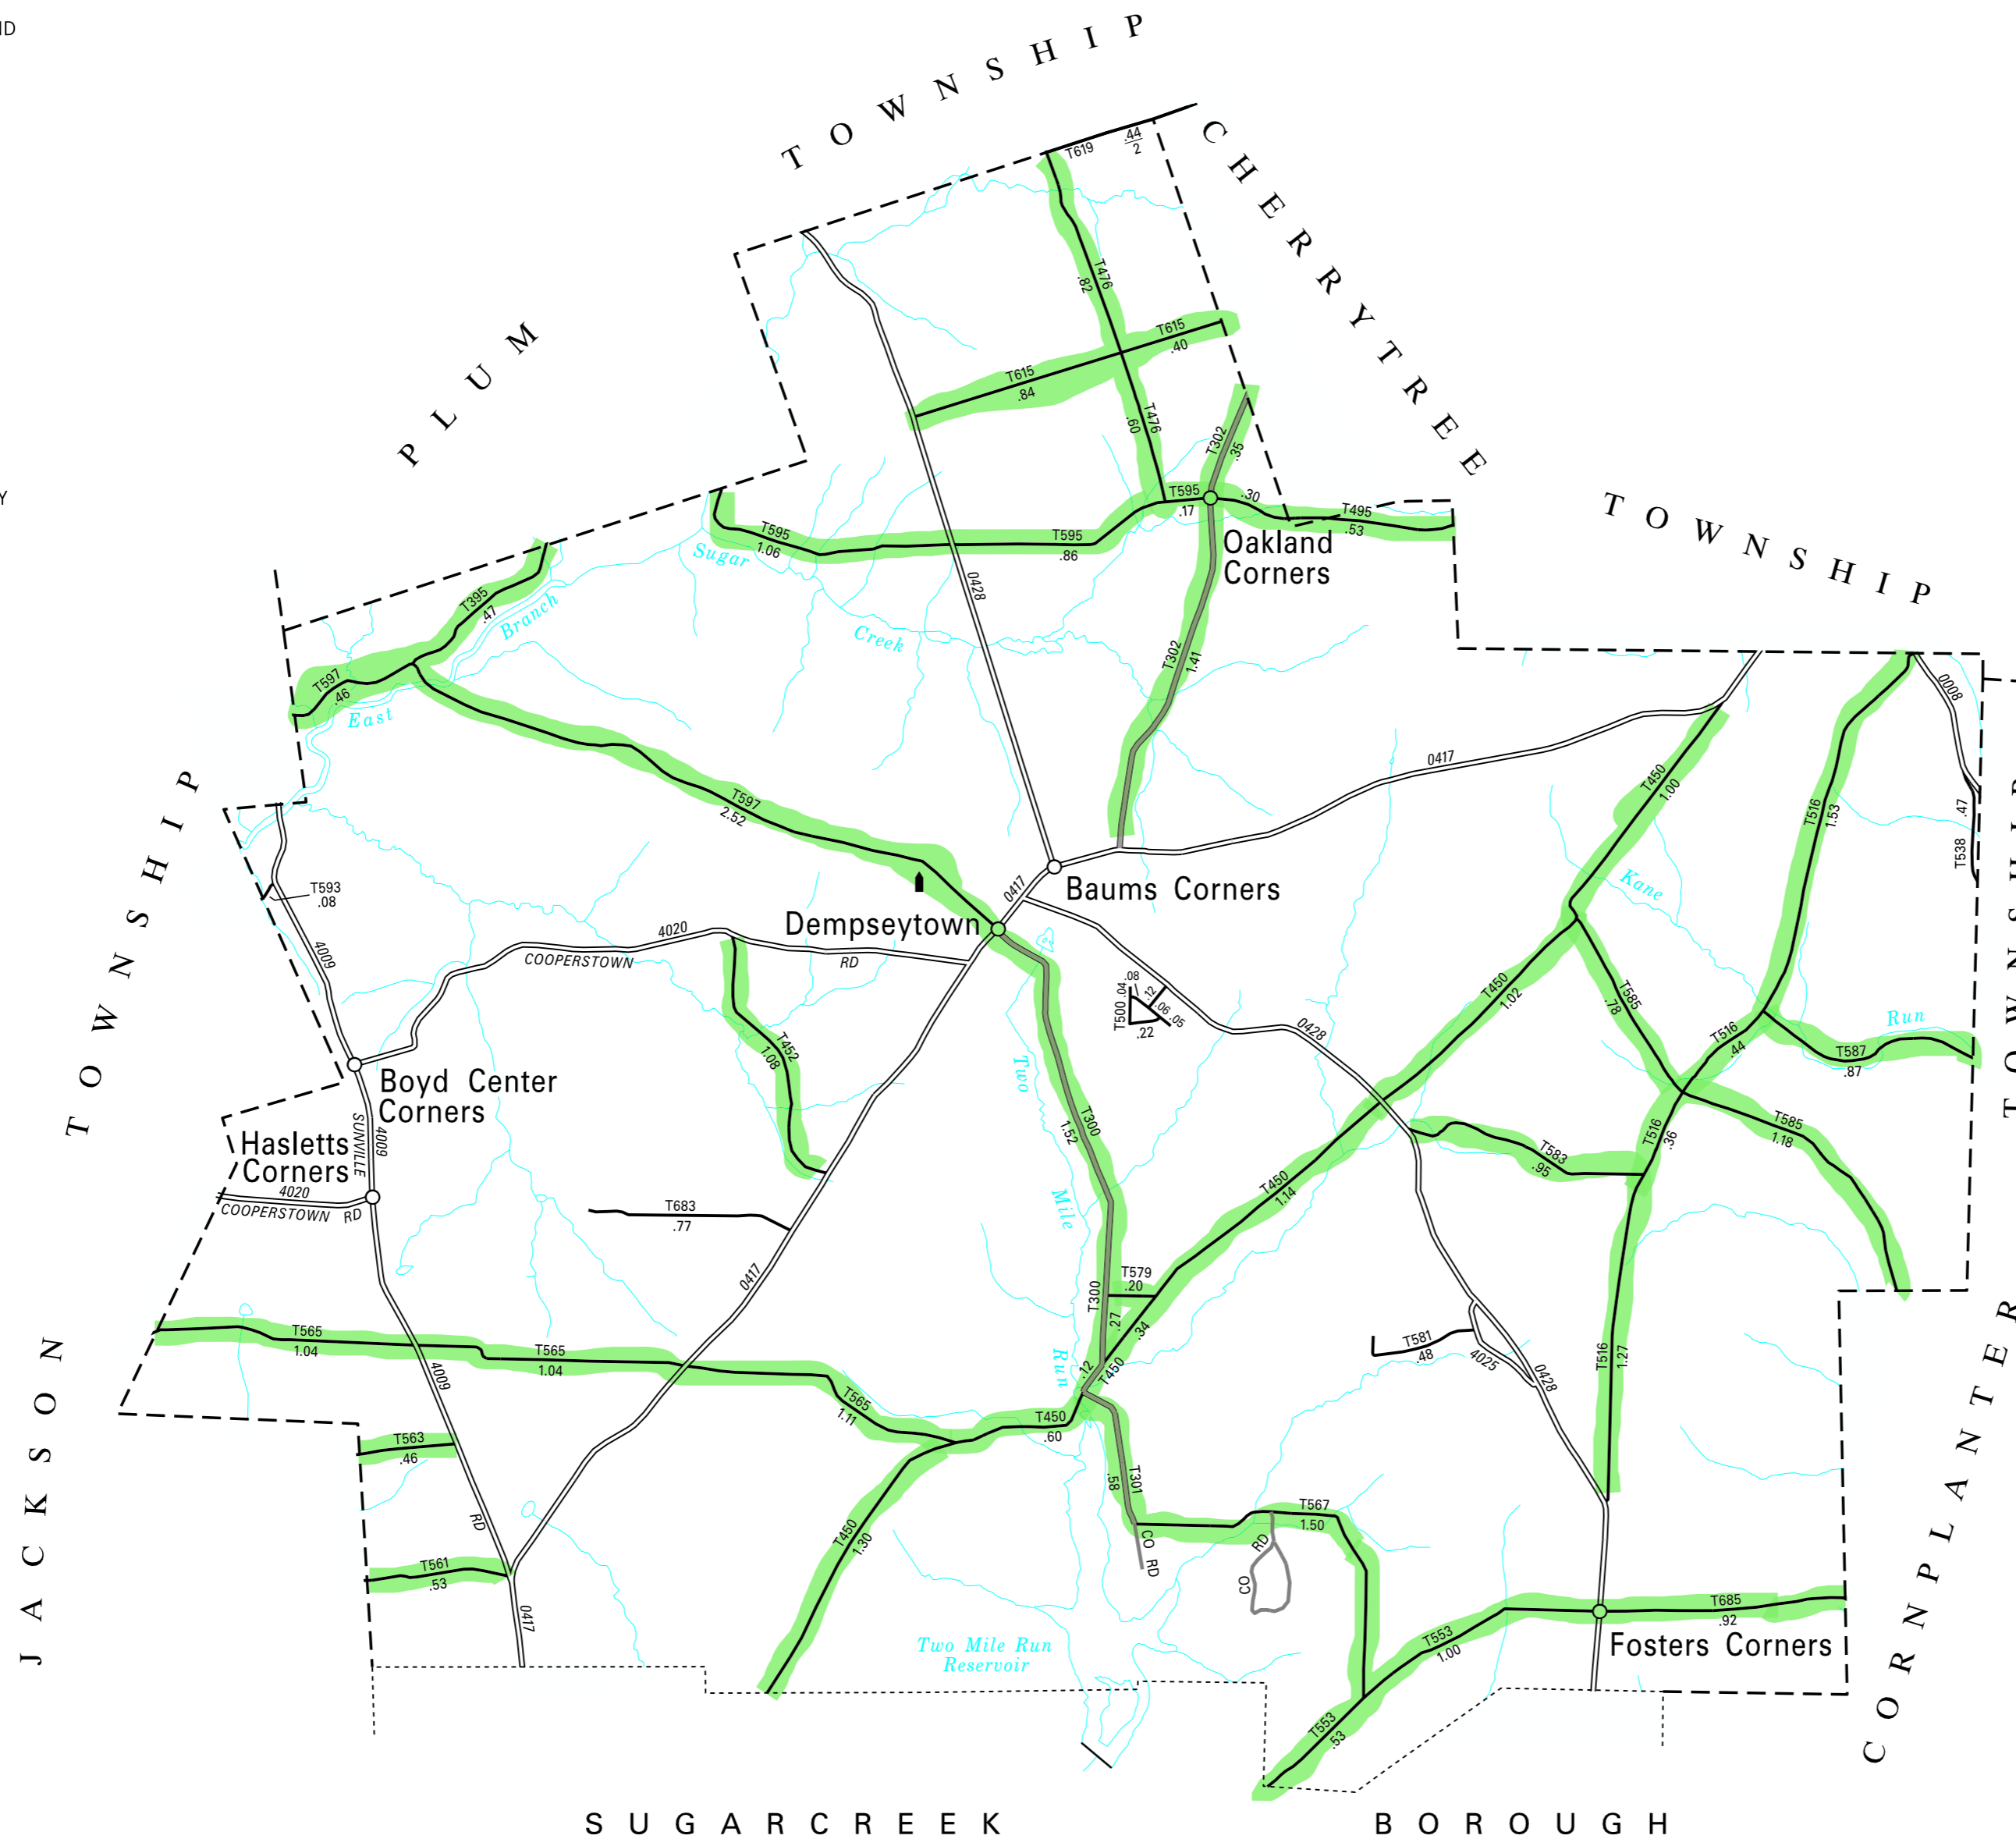 ND
Y
TOWNSHIP
CHERRYTREE
TOWNSHIP
PLUM
T619
.44
2
T476
.82
T615
.40
T615
.84
T476
.60
T302
.35
T595
.17
.30
T495
.53
T595
1.06
T595
.86
Oakland
Corners
Sugar
Creek
0428
T395
.47
Branch
T597
.46
East
T302
1.41
0417
0008
T450
1.00
T516
1.53
.47
T538
T597
2.52
Baums Corners
0417
Dempseytown
Kane
T593
.08
4009
4020
COOPERSTOWN
RD
TOWNSHIP
TOWNSHIP
.08
.04
T500
.12
.06
.05
.22
0428
T450
1.02
T585
.78
T516
.44
Run
T587
.87
T452
1.08
Two
Boyd Center
Corners
4009
SUNVILLE
Hasletts
Corners
4020
COOPERSTOWN RD
T300
1.52
T583
.95
T516
.36
T585
1.18
T683
.77
Mile
T450
1.14
0417
T579
.20
T300
.27
.34
T565
1.04
T565
1.04
4009
T581
.48
4025
0428
T516
1.27
Run
.12
T450
T565
1.11
T450
.60
T563
.46
RD
T301
.58
T567
1.50
CO RD
CO
RD
T450
1.30
T561
.53
0417
T685
.92
T553
1.00
Fosters Corners
Two Mile Run
Reservoir
T553
.53
JACKSON
CORNPLANTER
SUGARCREEK
BOROUGH